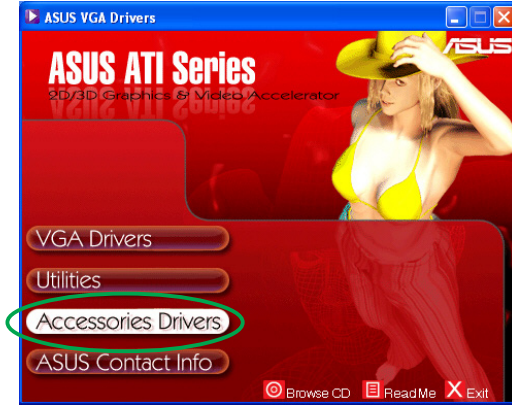 ASUS VGA Drivers
ASUS
ASUS ATI Series
2D/3D Graphics & Video Accelerator
VGA Drivers
Utilities
Accessories Drivers
ASUS Contact Info
Browse CD ReadMe Exit